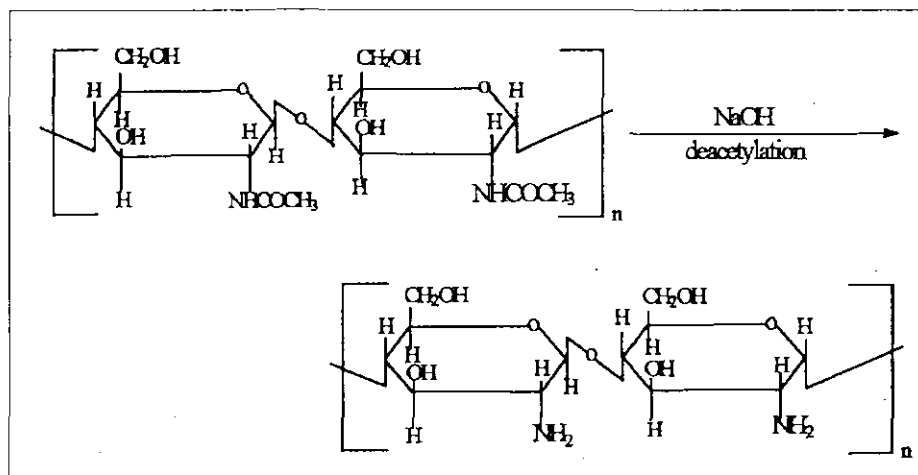 CH₂OH CH₂OH
H O H O H
H OH H H H OH H
H NHCOCH₃ H NHCOCH₃
O
n
NaOH
deacetylation
CH₂OH CH₂OH
H O H O H
H OH H H H OH H
H NH₂ H NH₂
O
n